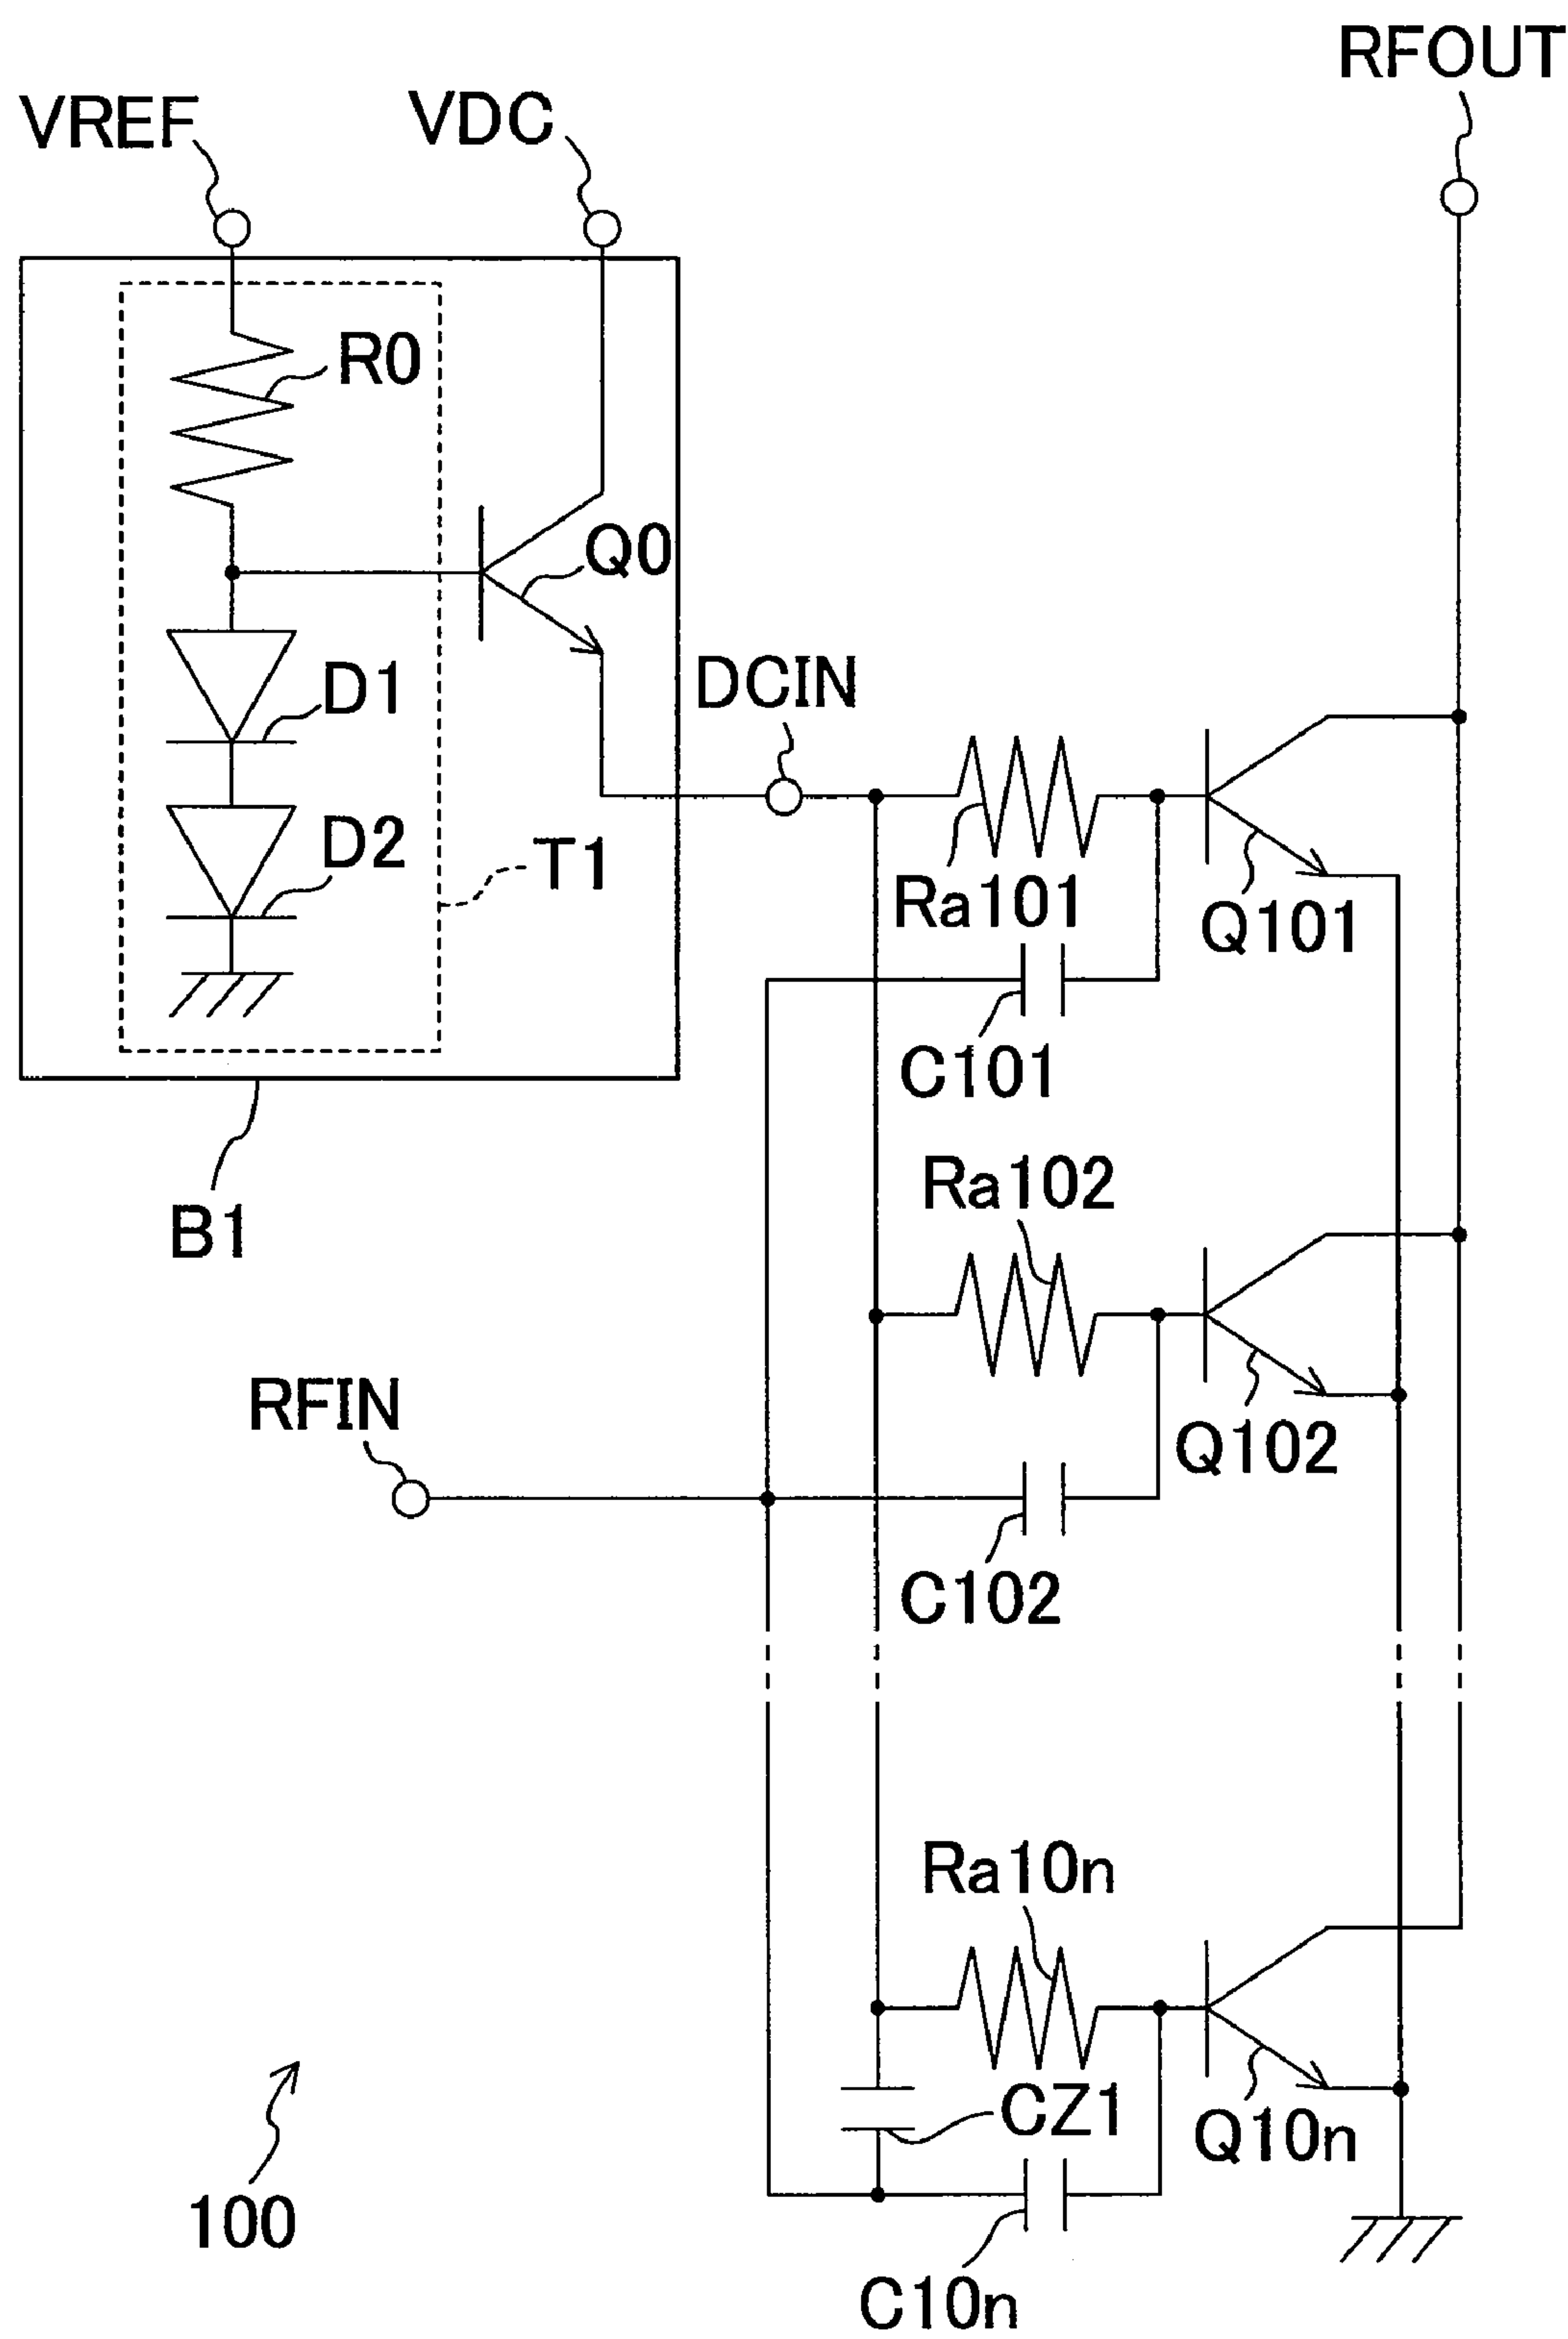 RFOUT
VREF
VDC
R0
Q0
D1
DCIN
D2
T1
Ra101
Q101
C101
Ra102
B1
RFIN
Q102
C102
Ra10n
CZ1
Q10n
100
C10n